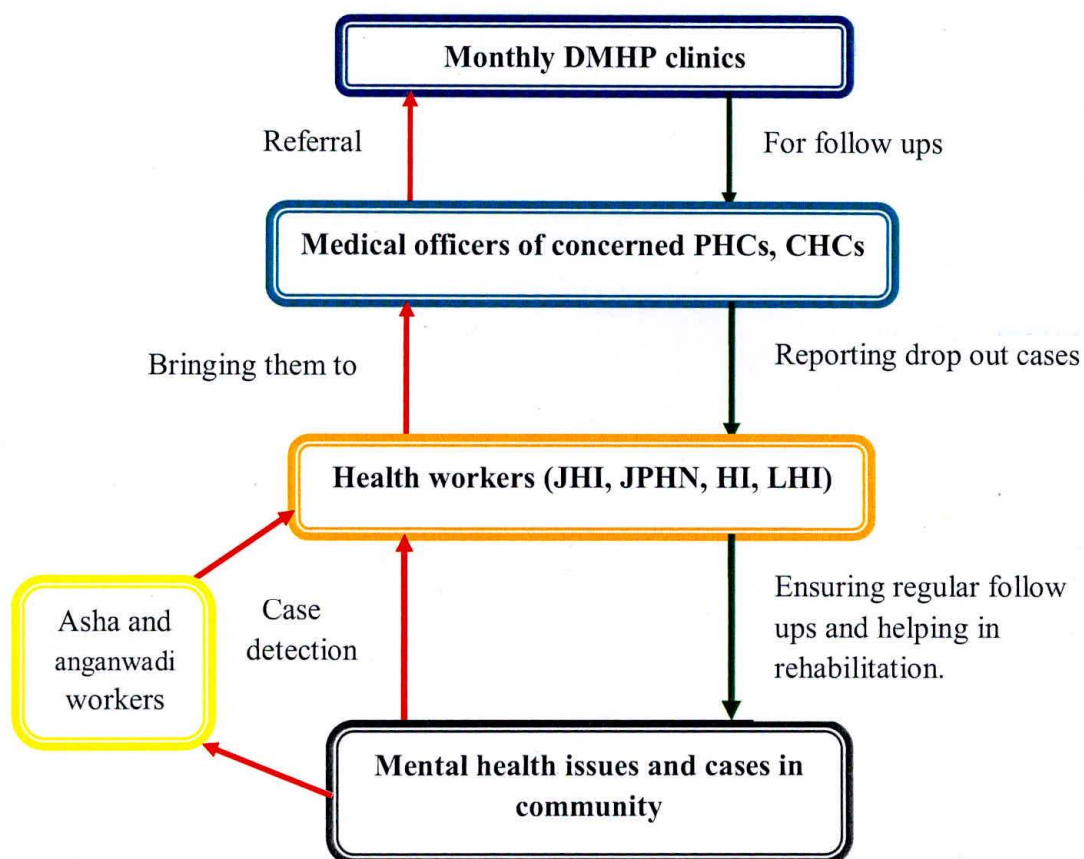 Monthly DMHP clinics
Referral
For follow ups
Medical officers of concerned PHCs, CHCs
Bringing them to
Reporting drop out cases
Health workers (JHI, JPHN, HI, LHI)
Asha and
anganwadi
workers
Case
detection
Ensuring regular follow
ups and helping in
rehabilitation.
Mental health issues and cases in
community